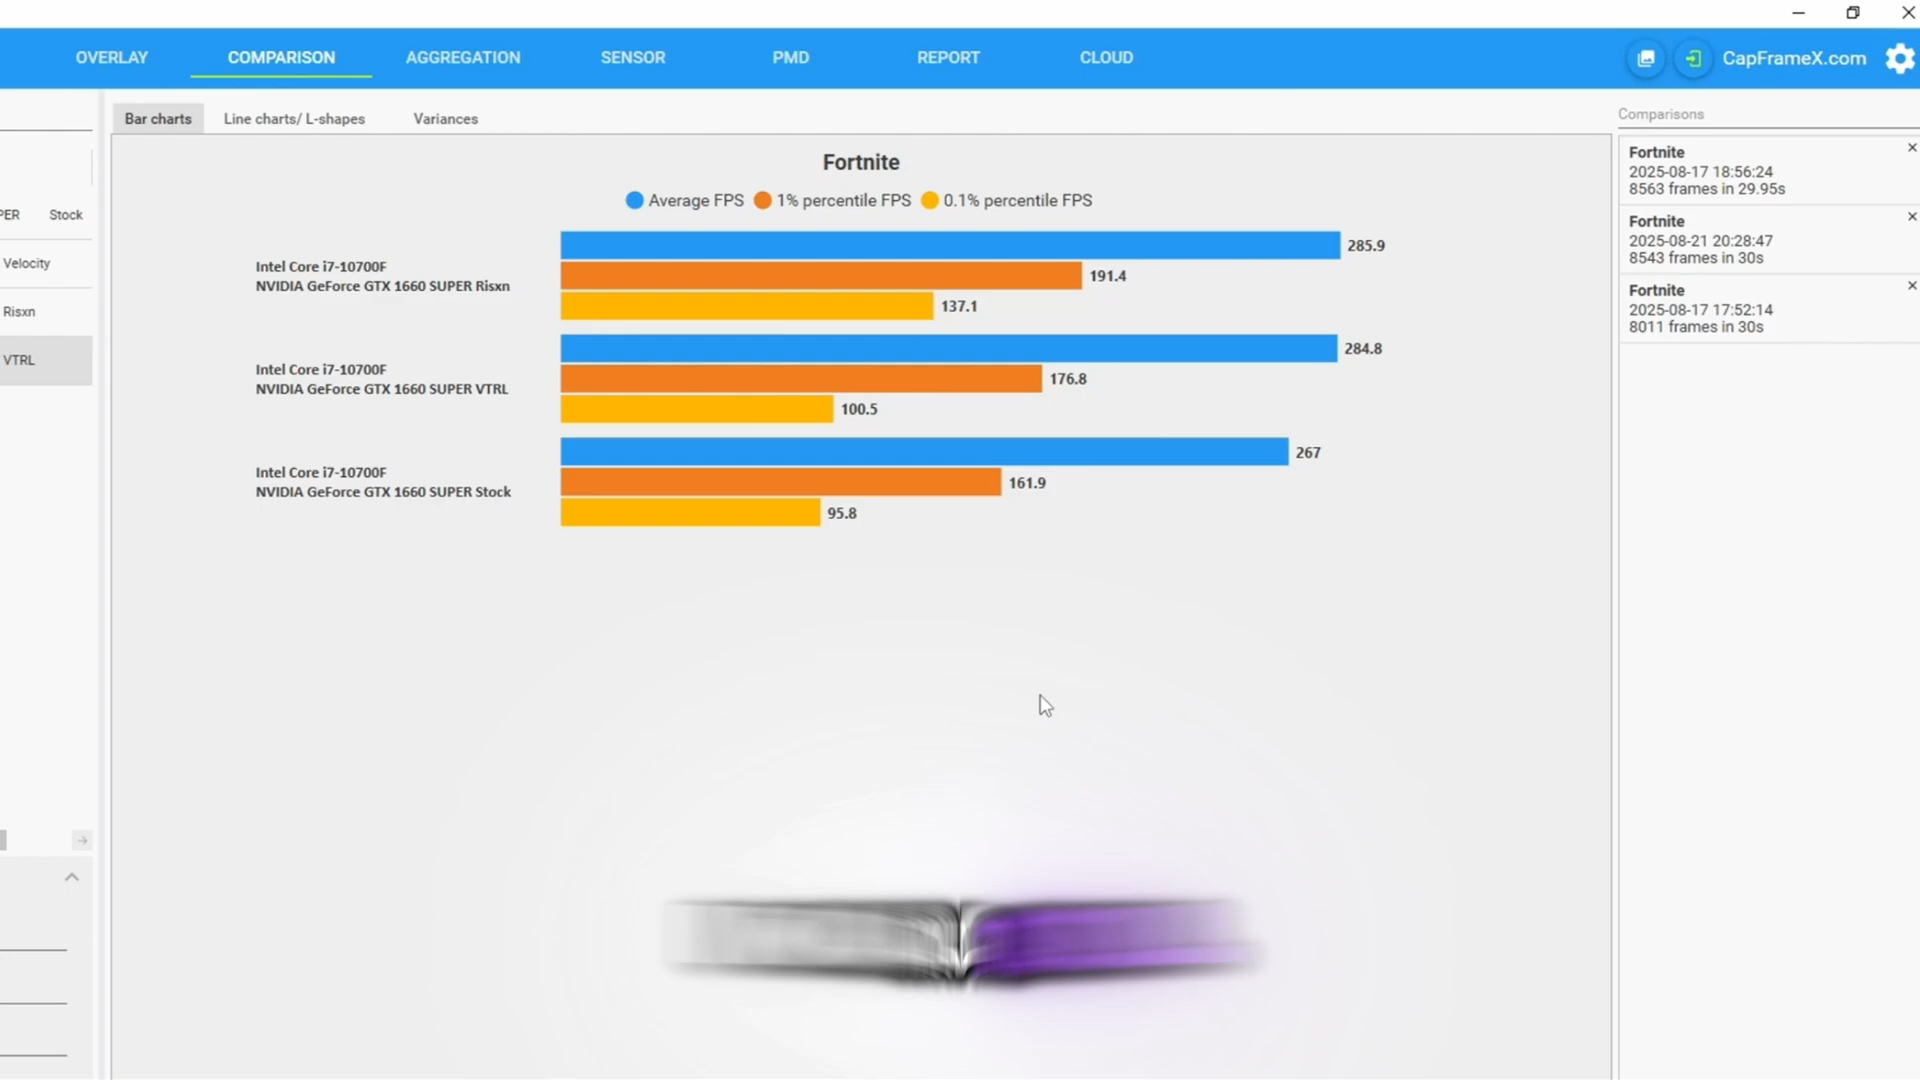 OVERLAY COMPARISON AGGREGATION SENSOR PMD REPORT CLOUD CapFrameX.com
Bar charts Line charts/ L-shapes Variances
PER Stock
Velocity
Risxn
VTRL
Fortnite
Average FPS 1% percentile FPS 0.1% percentile FPS
Intel Core i7-10700F
NVIDIA GeForce GTX 1660 SUPER Risxn
285.9
191.4
137.1
Intel Core i7-10700F
NVIDIA GeForce GTX 1660 SUPER VTRL
284.8
176.8
100.5
Intel Core i7-10700F
NVIDIA GeForce GTX 1660 SUPER Stock
267
161.9
95.8
Comparisons
Fortnite
2025-08-17 18:56:24
8563 frames in 29.95s
Fortnite
2025-08-21 20:28:47
8543 frames in 30s
Fortnite
2025-08-17 17:52:14
8011 frames in 30s